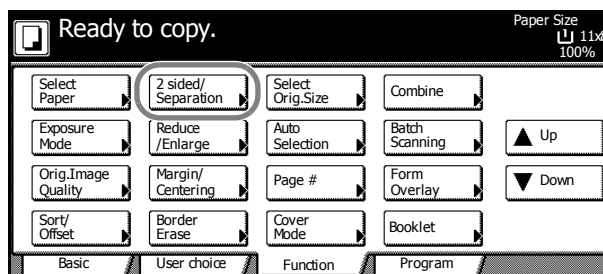 Ready to copy.
Paper Size
11x8
100%
Select
Paper
2 sided/
Separation
Select
Orig.Size
Combine
Exposure
Mode
Reduce
/Enlarge
Auto
Selection
Batch
Scanning
Up
Orig.Image
Quality
Margin/
Centering
Page #
Form
Overlay
Down
Sort/
Offset
Border
Erase
Cover
Mode
Booklet
Basic
User choice
Function
Program